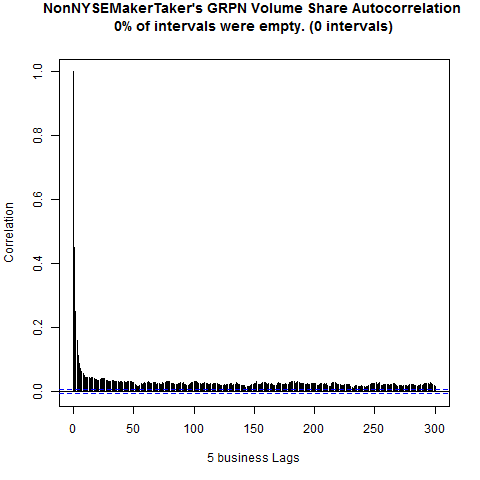 NonNYSEMakerTaker's GRPN Volume Share Autocorrelation
0% of intervals were empty. (0 intervals)
Correlation
1.0
0.8
0.6
0.4
0.2
0.0
0 50 100 150 200 250 300
5 business Lags